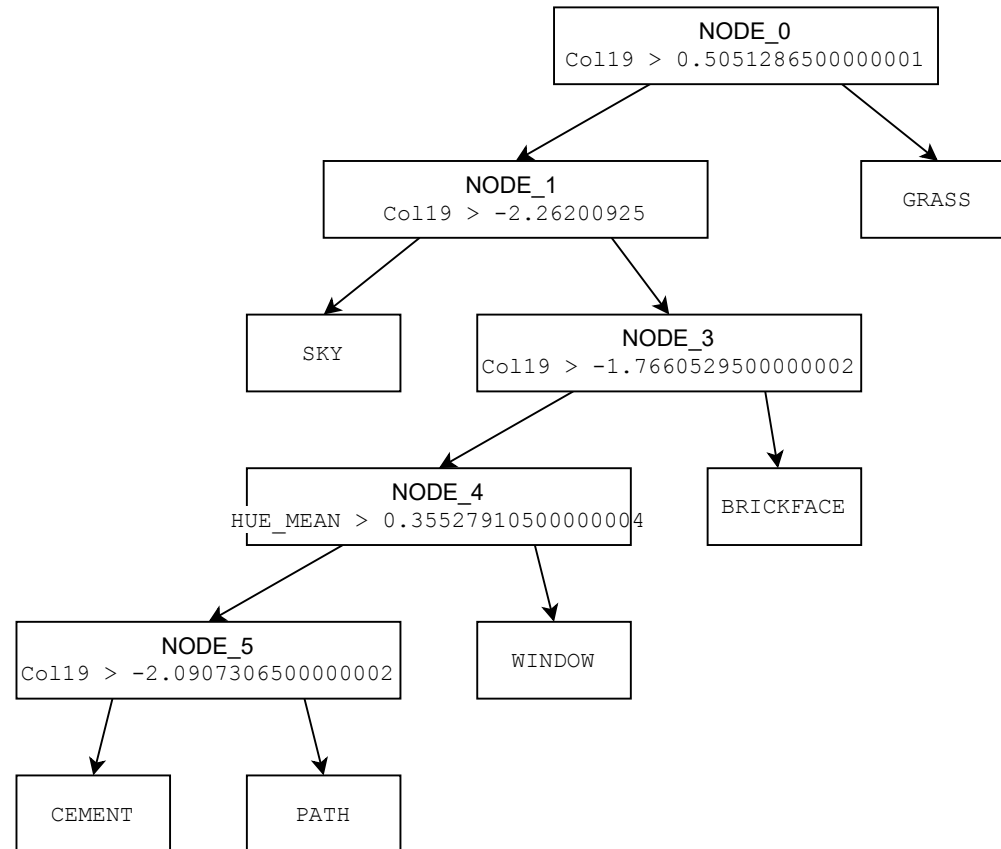 NODE_0
Col19 > 0.5051286500000001
NODE_1
Col19 > -2.26200925
GRASS
SKY
NODE_3
Col19 > -1.7660529500000002
NODE_4
HUE_MEAN > 0.35527910500000004
BRICKFACE
NODE_5
Col19 > -2.0907306500000002
WINDOW
CEMENT
PATH